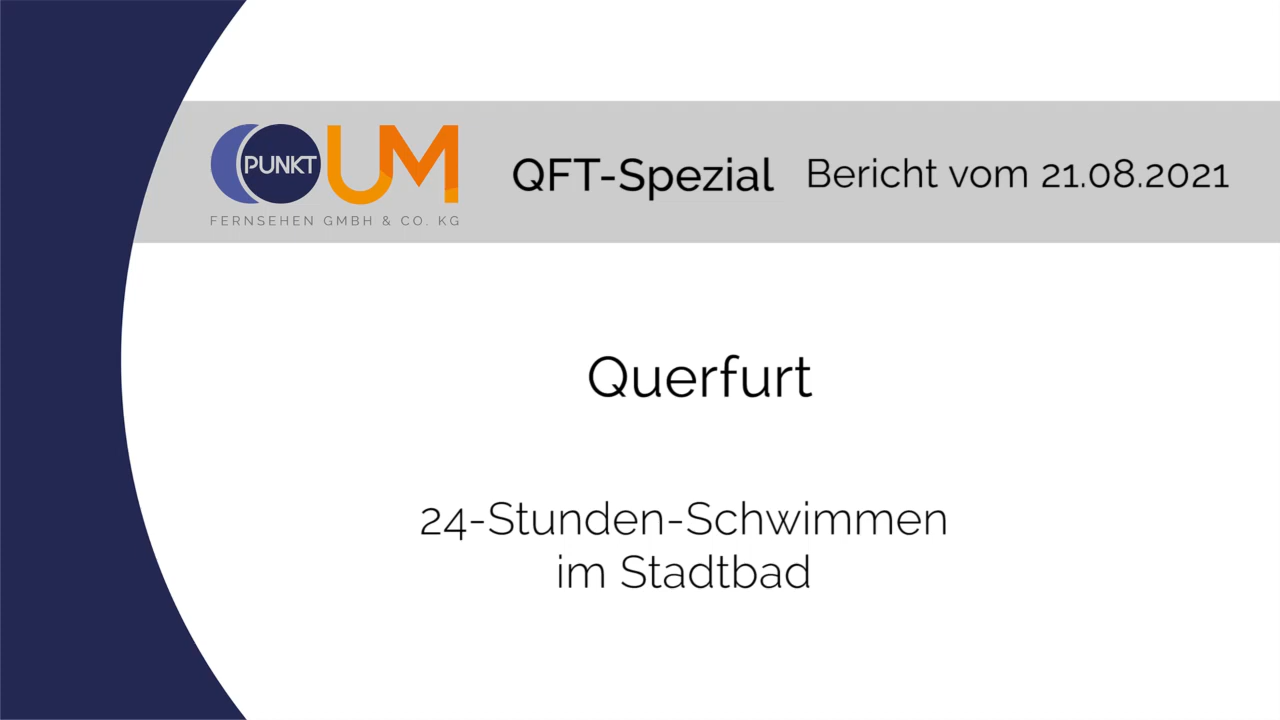 PUNKT UM
FERNSEHEN GMBH & CO. KG
QFT-Spezial Bericht vom 21.08.2021
Querfurt
24-Stunden-Schwimmen
im Stadtbad